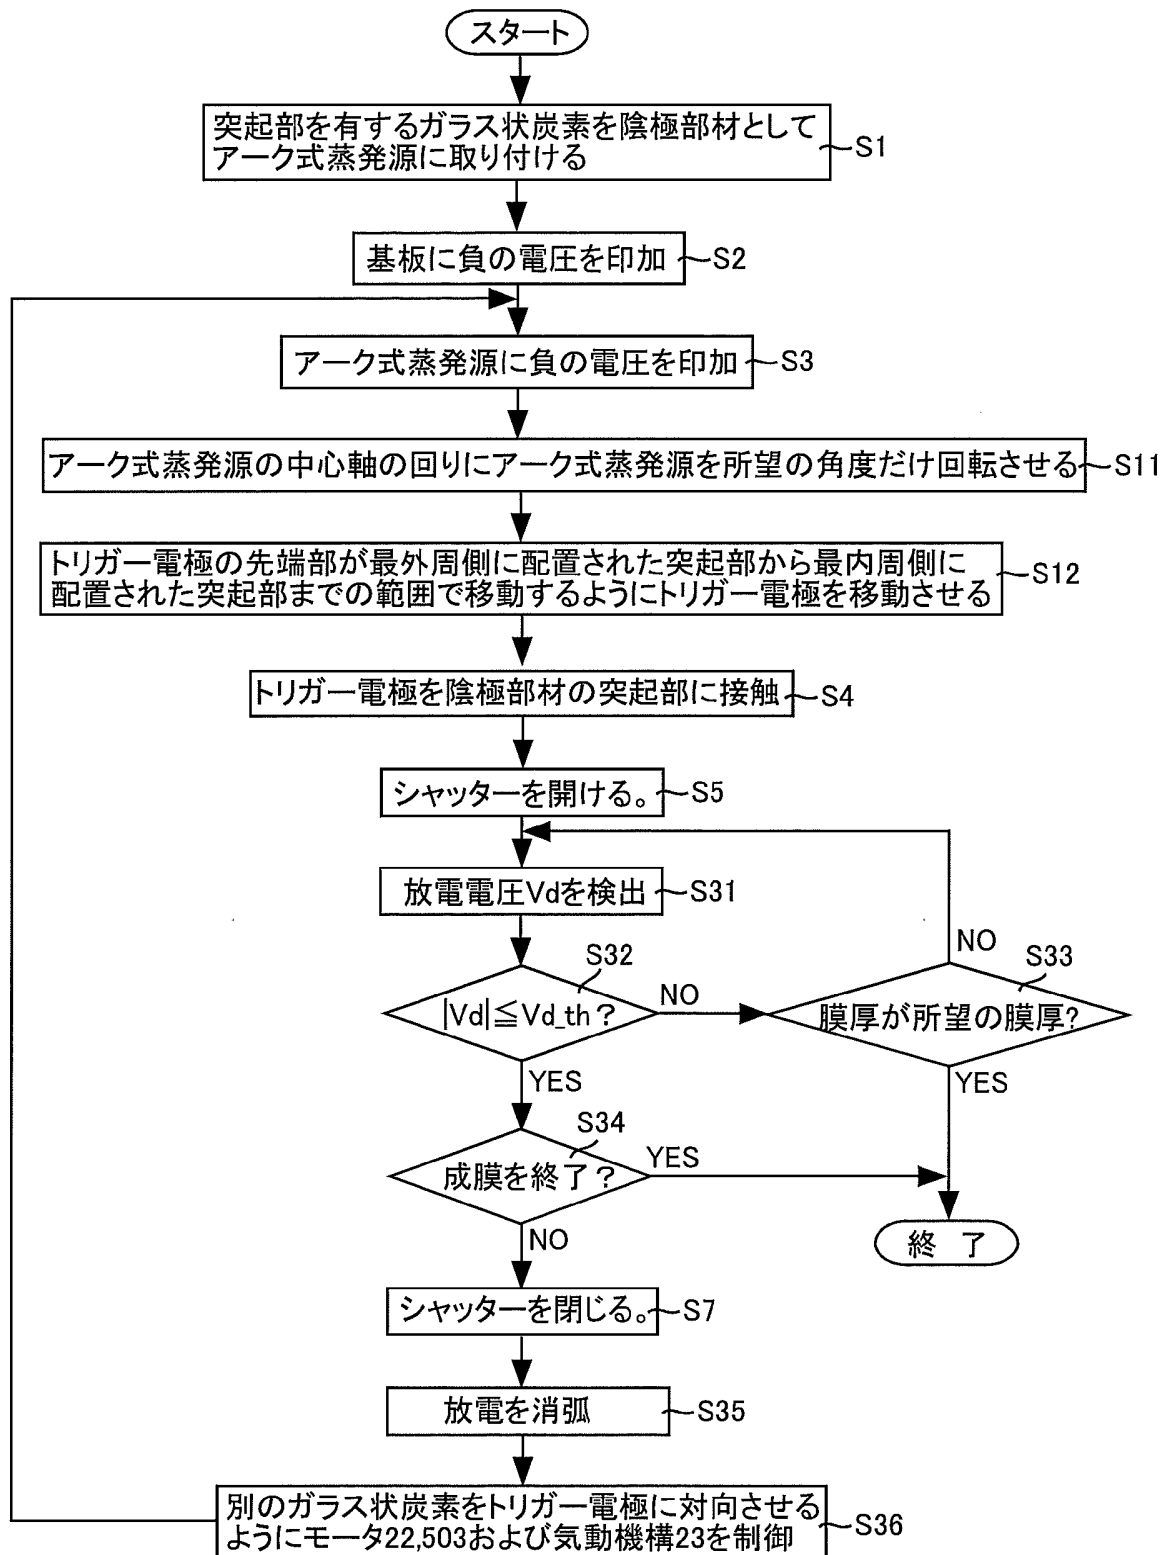 スタート
突起部を有するガラス状炭素を陰極部材として
アーク式蒸発源に取り付ける
S1
基板に負の電圧を印加
S2
アーク式蒸発源に負の電圧を印加
S3
アーク式蒸発源の中心軸の回りにアーク式蒸発源を所望の角度だけ回転させる
S11
トリガー電極の先端部が最外周側に配置された突起部から最内周側に
配置された突起部までの範囲で移動するようにトリガー電極を移動させる
S12
トリガー電極を陰極部材の突起部に接触
S4
シャッターを開ける。
S5
放電電圧Vdを検出
S31
S32
|Vd|≦Vd_th?
NO
YES
S33
膜厚が所望の膜厚?
NO
YES
S34
成膜を終了?
YES
NO
終 了
シャッターを閉じる。
S7
放電を消弧
S35
別のガラス状炭素をトリガー電極に対向させる
ようにモータ22,503および気動機構23を制御
S36